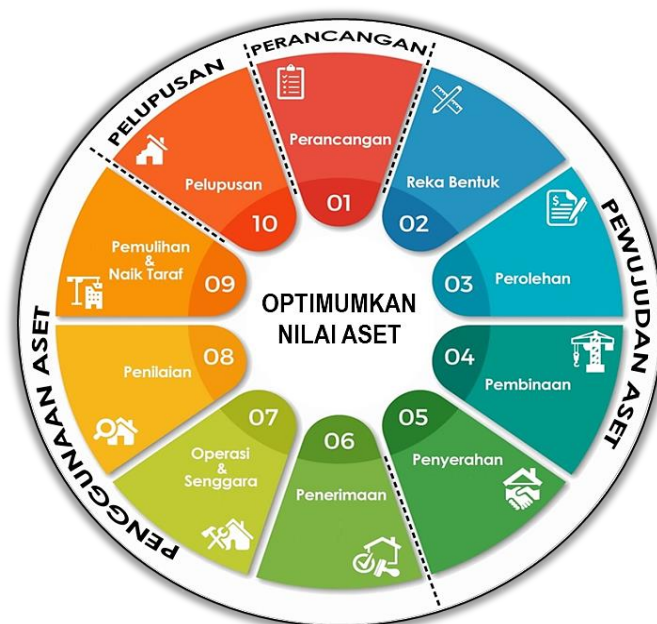 PERANCANGAN
PEWUJUDAN ASET
PENGGUNAAN ASET
PELUPUSAN
Perancangan
01
Reka Bentuk
02
Perolehan
03
Pembinaan
04
Penyerahan
05
Penerimaan
06
Operasi
&
Senggara
07
Penilaian
08
Pemulihan
&
Naik Taraf
09
Pelupusan
10
OPTIMUMKAN
NILAI ASET
$